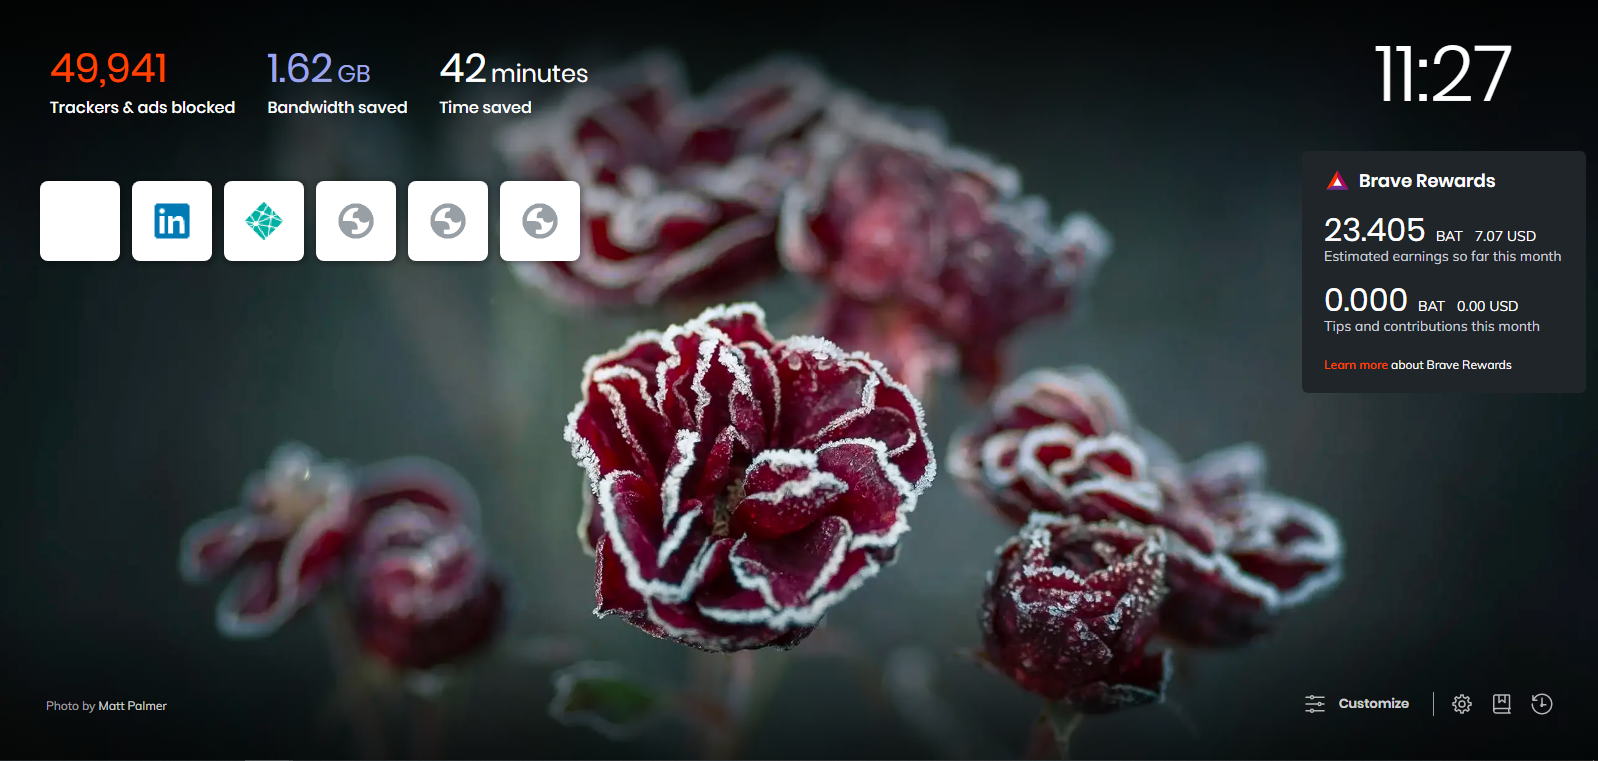 49,941
Trackers & ads blocked
1.62 GB
Bandwidth saved
42 minutes
Time saved
11:27
in
Brave Rewards
23.405 BAT 7.07 USD
Estimated earnings so far this month
0.000 BAT 0.00 USD
Tips and contributions this month
Learn more about Brave Rewards
Photo by Matt Palmer
Customize